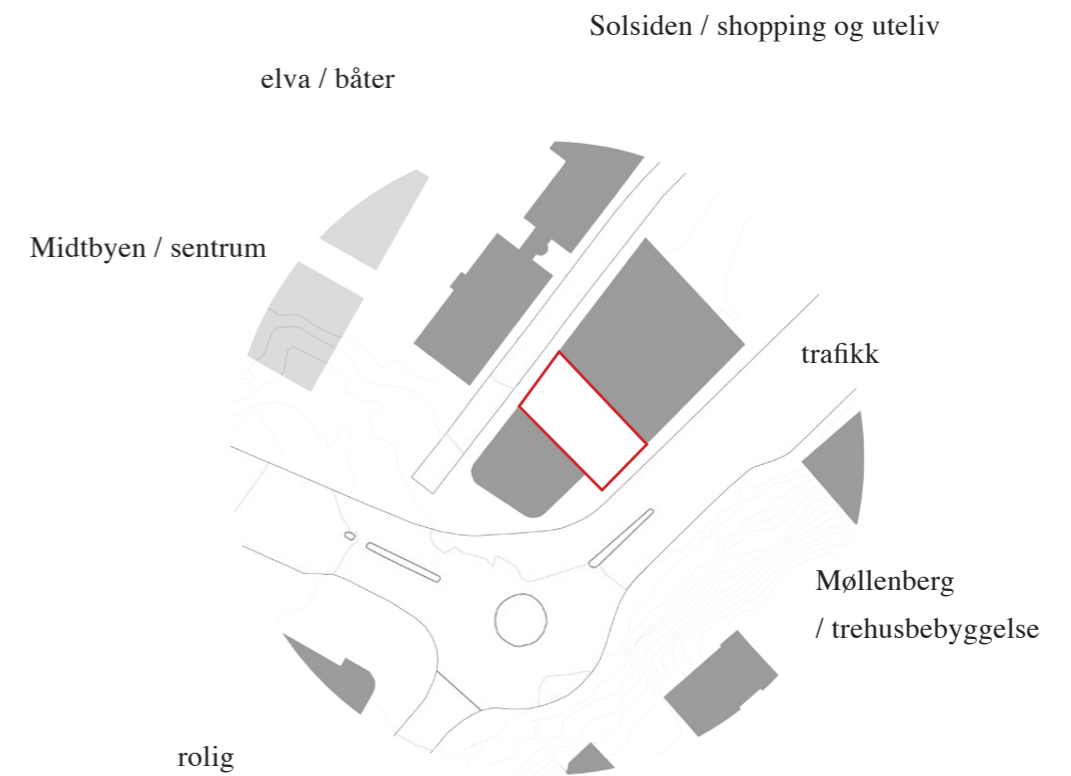 Solsiden / shopping og uteliv
elva / båter
Midtbyen / sentrum
trafikk
Møllenberg
/ trehusbebyggelse
rolig